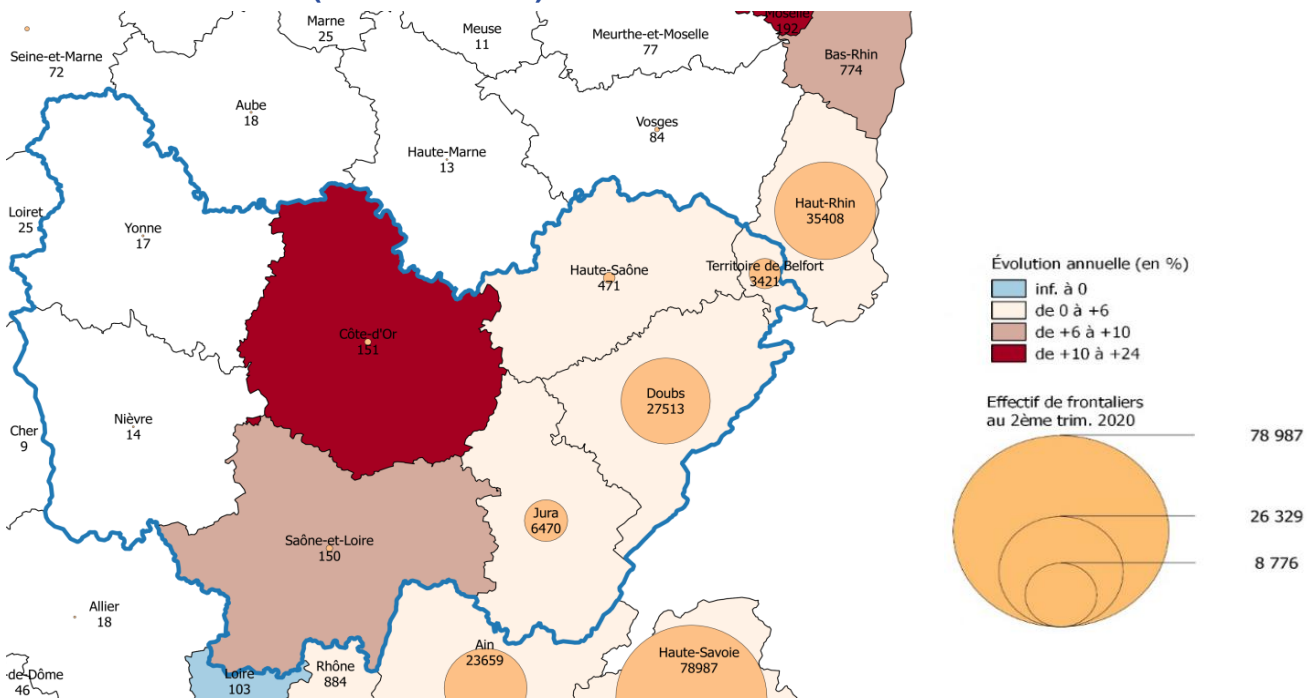 Marne
25
Meuse
11
Meurthe-et-Moselle
77
Moselle
192
Bas-Rhin
774
Seine-et-Marne
72
Aube
18
Haute-Marne
13
Vosges
84
Haut-Rhin
35408
Loiret
25
Yonne
17
Haute-Saône
471
Territoire de Belfort
3421
Côte-d'Or
151
Doubs
27513
Cher
9
Nièvre
14
Jura
6470
Saône-et-Loire
150
Allier
18
-de-Dôme
46
Loire
103
Rhône
884
Ain
23659
Haute-Savoie
78987
Évolution annuelle (en %)
inf. à 0
de 0 à +6
de +6 à +10
de +10 à +24
Effectif de frontaliers
au 2ème trim. 2020
78 987
26 329
8 776